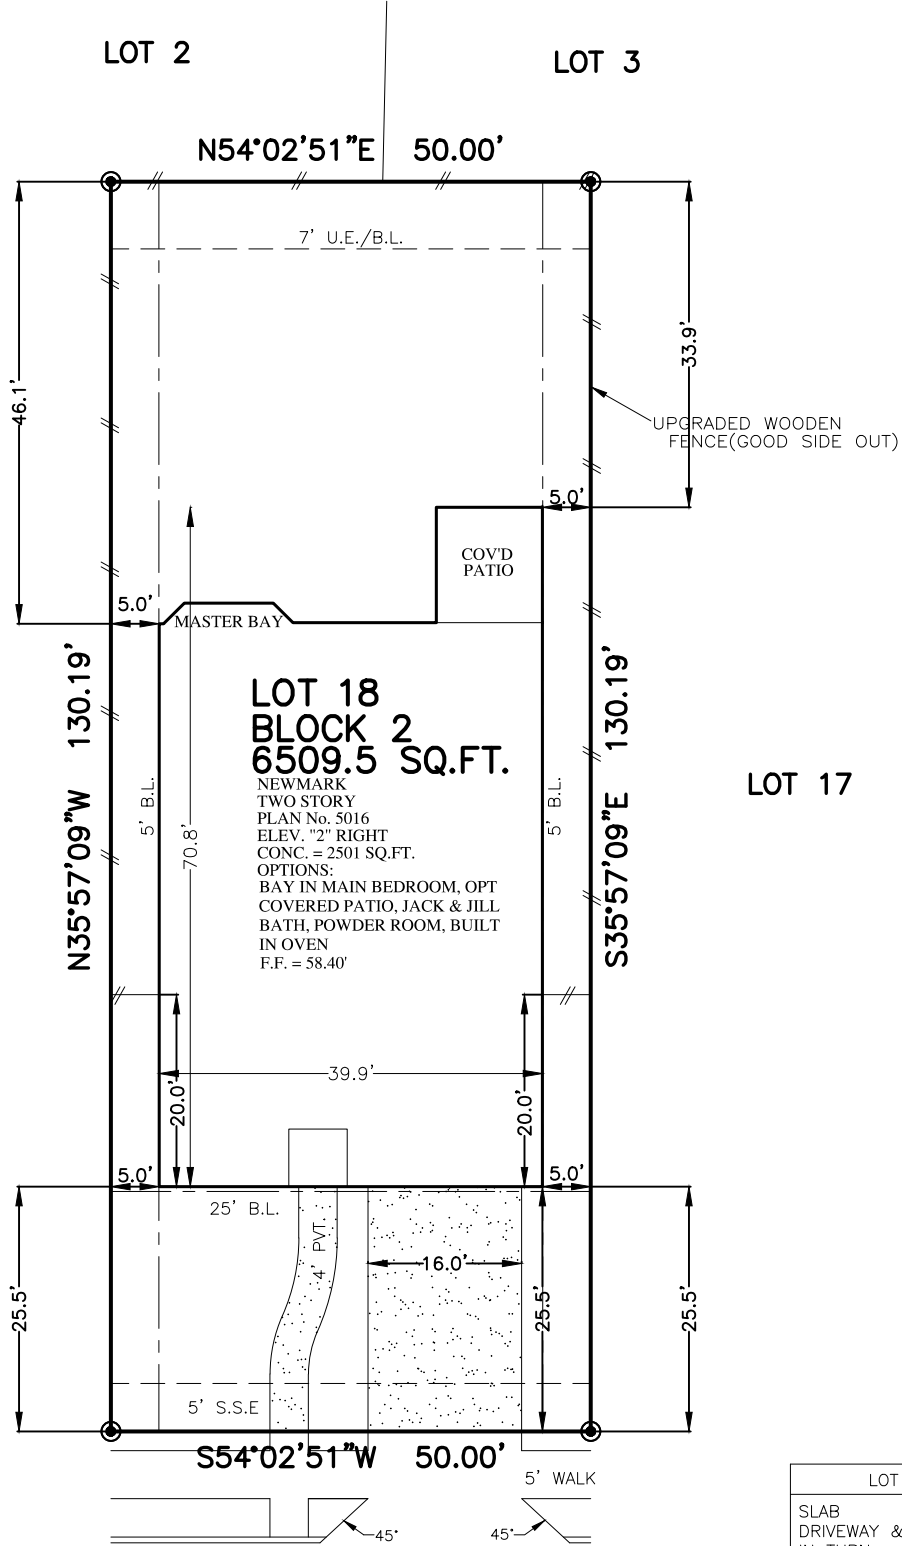 LOT 2
LOT 3
N54°02'51"E 50.00'
7' U.E./B.L.
46.1'
33.9'
UPGRADED WOODEN
FENCE(GOOD SIDE OUT)
5.0'
COV'D
PATIO
5.0'
MASTER BAY
N35°57'09"W 130.19'
S35°57'09"E 130.19'
LOT 18
BLOCK 2
6509.5 SQ.FT.
LOT 17
NEWMARK
TWO STORY
PLAN No. 5016
ELEV. "2" RIGHT
CONC. = 2501 SQ.FT.
OPTIONS:
BAY IN MAIN BEDROOM, OPT
COVERED PATIO, JACK & JILL
BATH, POWDER ROOM, BUILT
IN OVEN
F.F. = 58.40'
5' B.L.
70.8'
5' B.L.
39.9'
20.0'
20.0'
5.0'
5.0'
25' B.L.
4' PVT.
16.0'
25.5'
25.5'
25.5'
5' S.S.E
S54°02'51"W 50.00'
5' WALK
45°
45°
LOT
SLAB
DRIVEWAY &